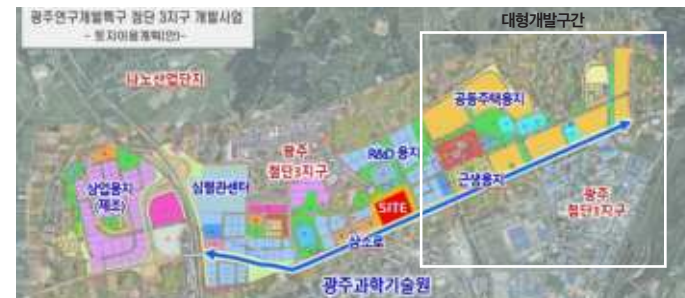 광주연구개발특구 첨단 3지구 개발사업
- 토지이용계획(안)-
대형개발구간
나노산업단지
공동주택용지
R&D 용지
광주
첨단3지구
산업용지
(제조)
실험관센터
근생용지
SITE
광주
첨단1지구
삼소로
광주과학기술원